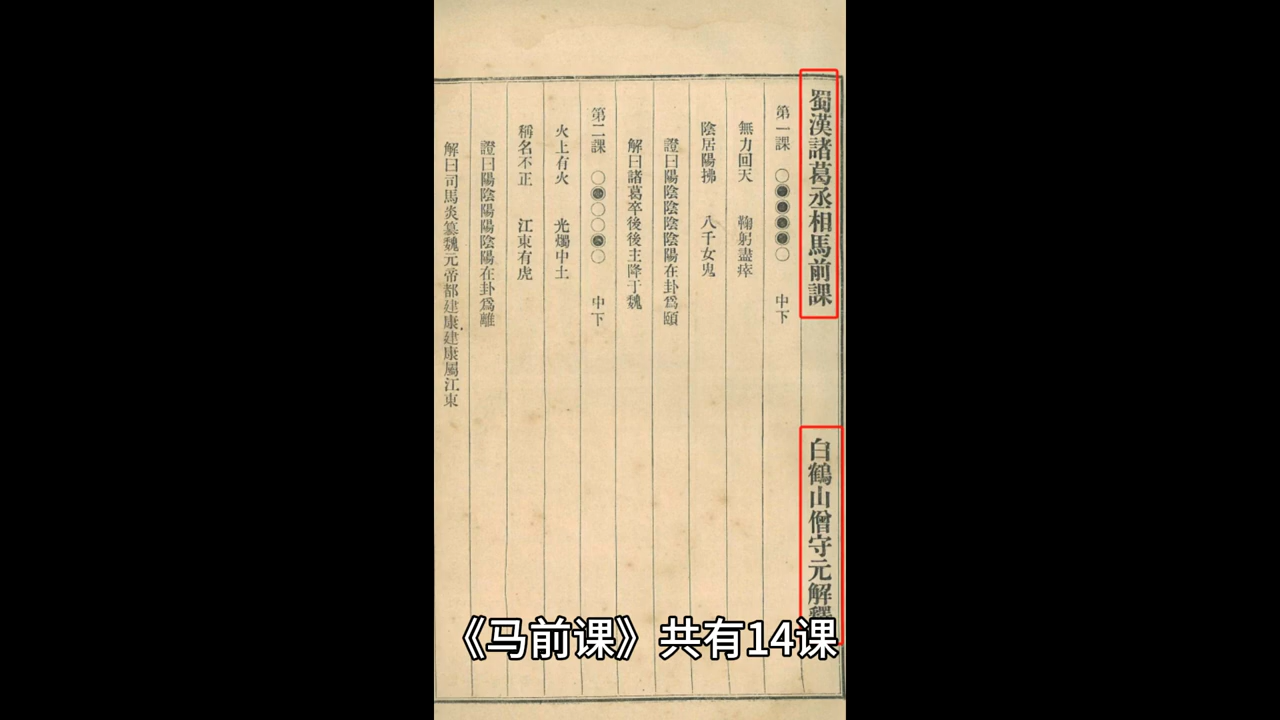 蜀漢諸葛丞相馬前課 白鶴山僧守元解釋
第一課 〇●●●●〇 中下
無力回天 鞠躬盡瘁
陰居陽拂 八千女鬼
證曰陽陰陰陰陰陽在卦爲頤
解曰諸葛卒後後主降于魏
第二課 〇●〇〇●〇 中下
火上有火 光燭中土
稱名不正 江東有虎
證曰陽陰陽陽陰陽在卦爲離
解曰司馬炎篡魏元帝都建康建康屬江東
《马前课》共有14课